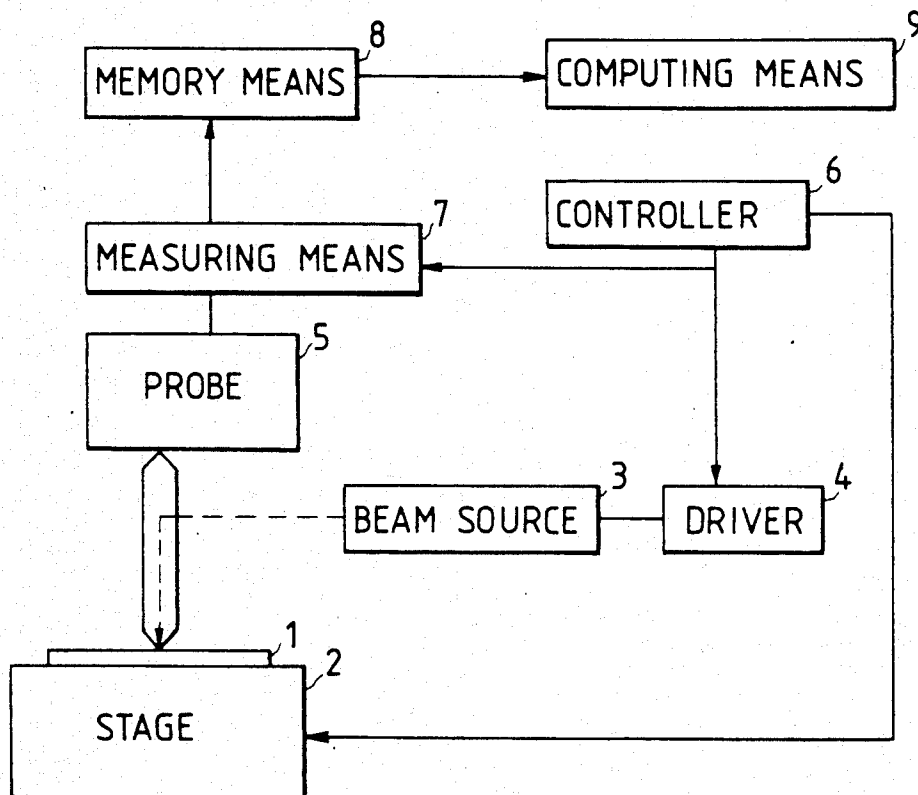 8
MEMORY MEANS
9
COMPUTING MEANS
6
CONTROLLER
7
MEASURING MEANS
5
PROBE
3
BEAM SOURCE
4
DRIVER
1
2
STAGE